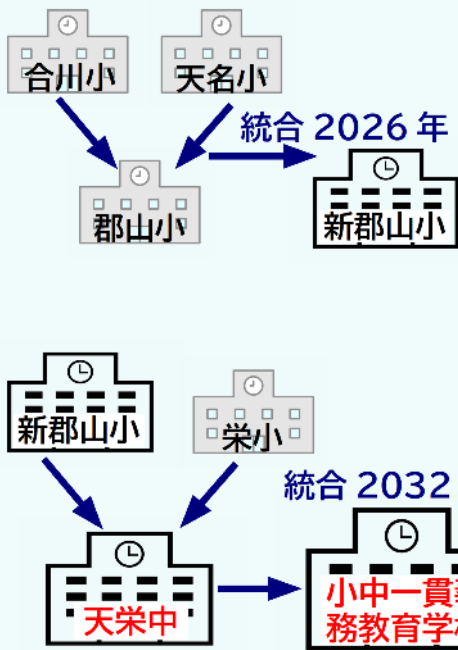 合川小
天名小
統合 2026 年
郡山小
新郡山小
新郡山小
栄小
統合 2032
天栄中
小中一貫
務教育学